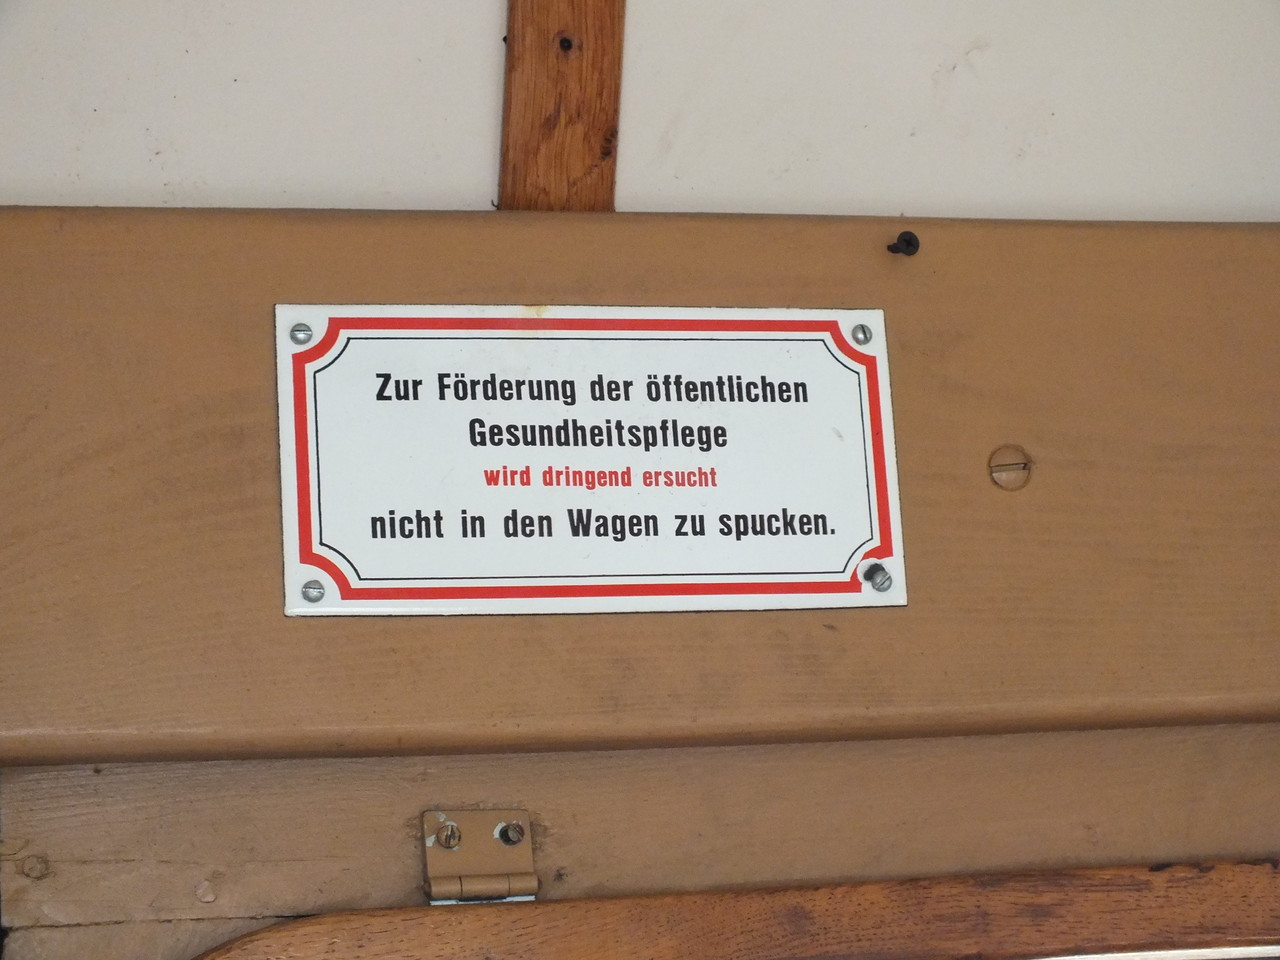 Zur Förderung der öffentlichen
Gesundheitspflege
wird dringend ersucht
nicht in den Wagen zu spucken.